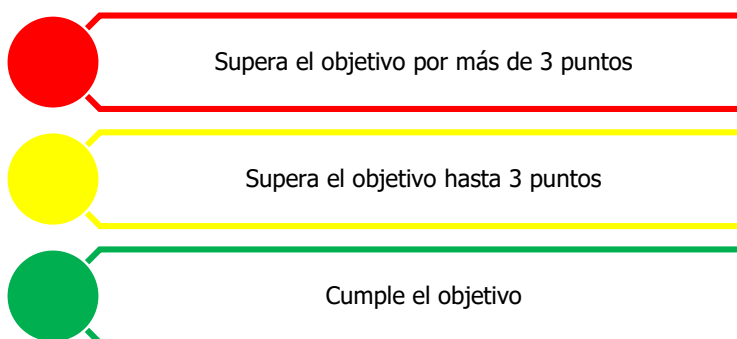 Supera el objetivo por más de 3 puntos
Supera el objetivo hasta 3 puntos
Cumple el objetivo